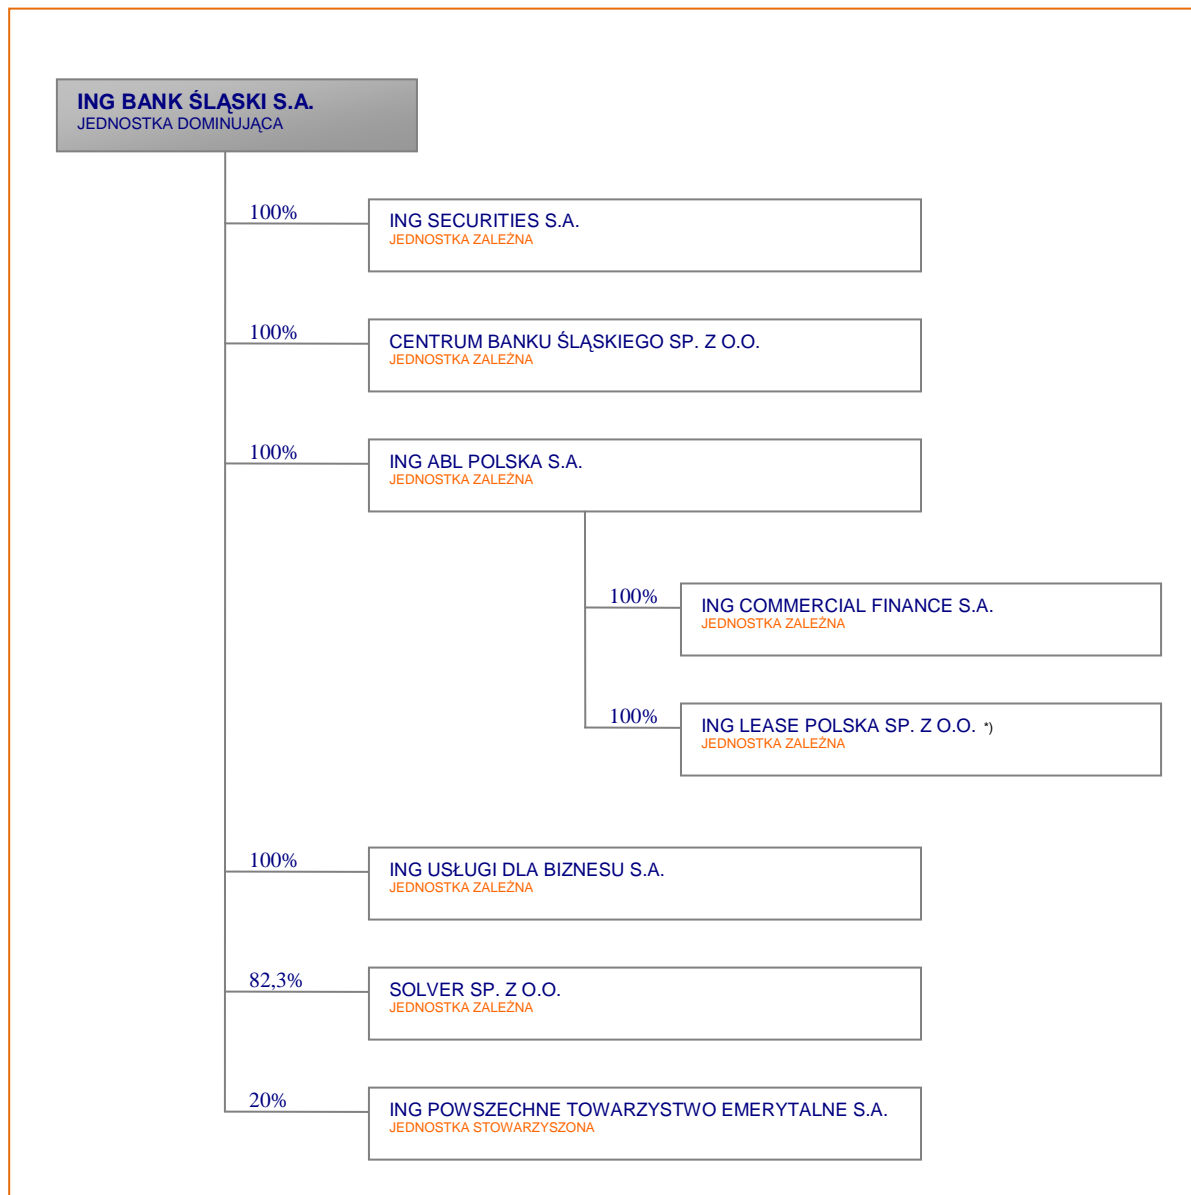 ING BANK ŚLĄSKI S.A.
JEDNOSTKA DOMINUJĄCA
100%
ING SECURITIES S.A.
JEDNOSTKA ZALEŻNA
100%
CENTRUM BANKU ŚLĄSKIEGO SP. Z O.O.
JEDNOSTKA ZALEŻNA
100%
ING ABL POLSKA S.A.
JEDNOSTKA ZALEŻNA
100%
ING COMMERCIAL FINANCE S.A.
JEDNOSTKA ZALEŻNA
100%
ING LEASE POLSKA SP. Z O.O. *)
JEDNOSTKA ZALEŻNA
100%
ING USŁUGI DLA BIZNESU S.A.
JEDNOSTKA ZALEŻNA
82,3%
SOLVER SP. Z O.O.
JEDNOSTKA ZALEŻNA
20%
ING POWSZECHNE TOWARZYSTWO EMERYTALNE S.A.
JEDNOSTKA STOWARZYSZONA